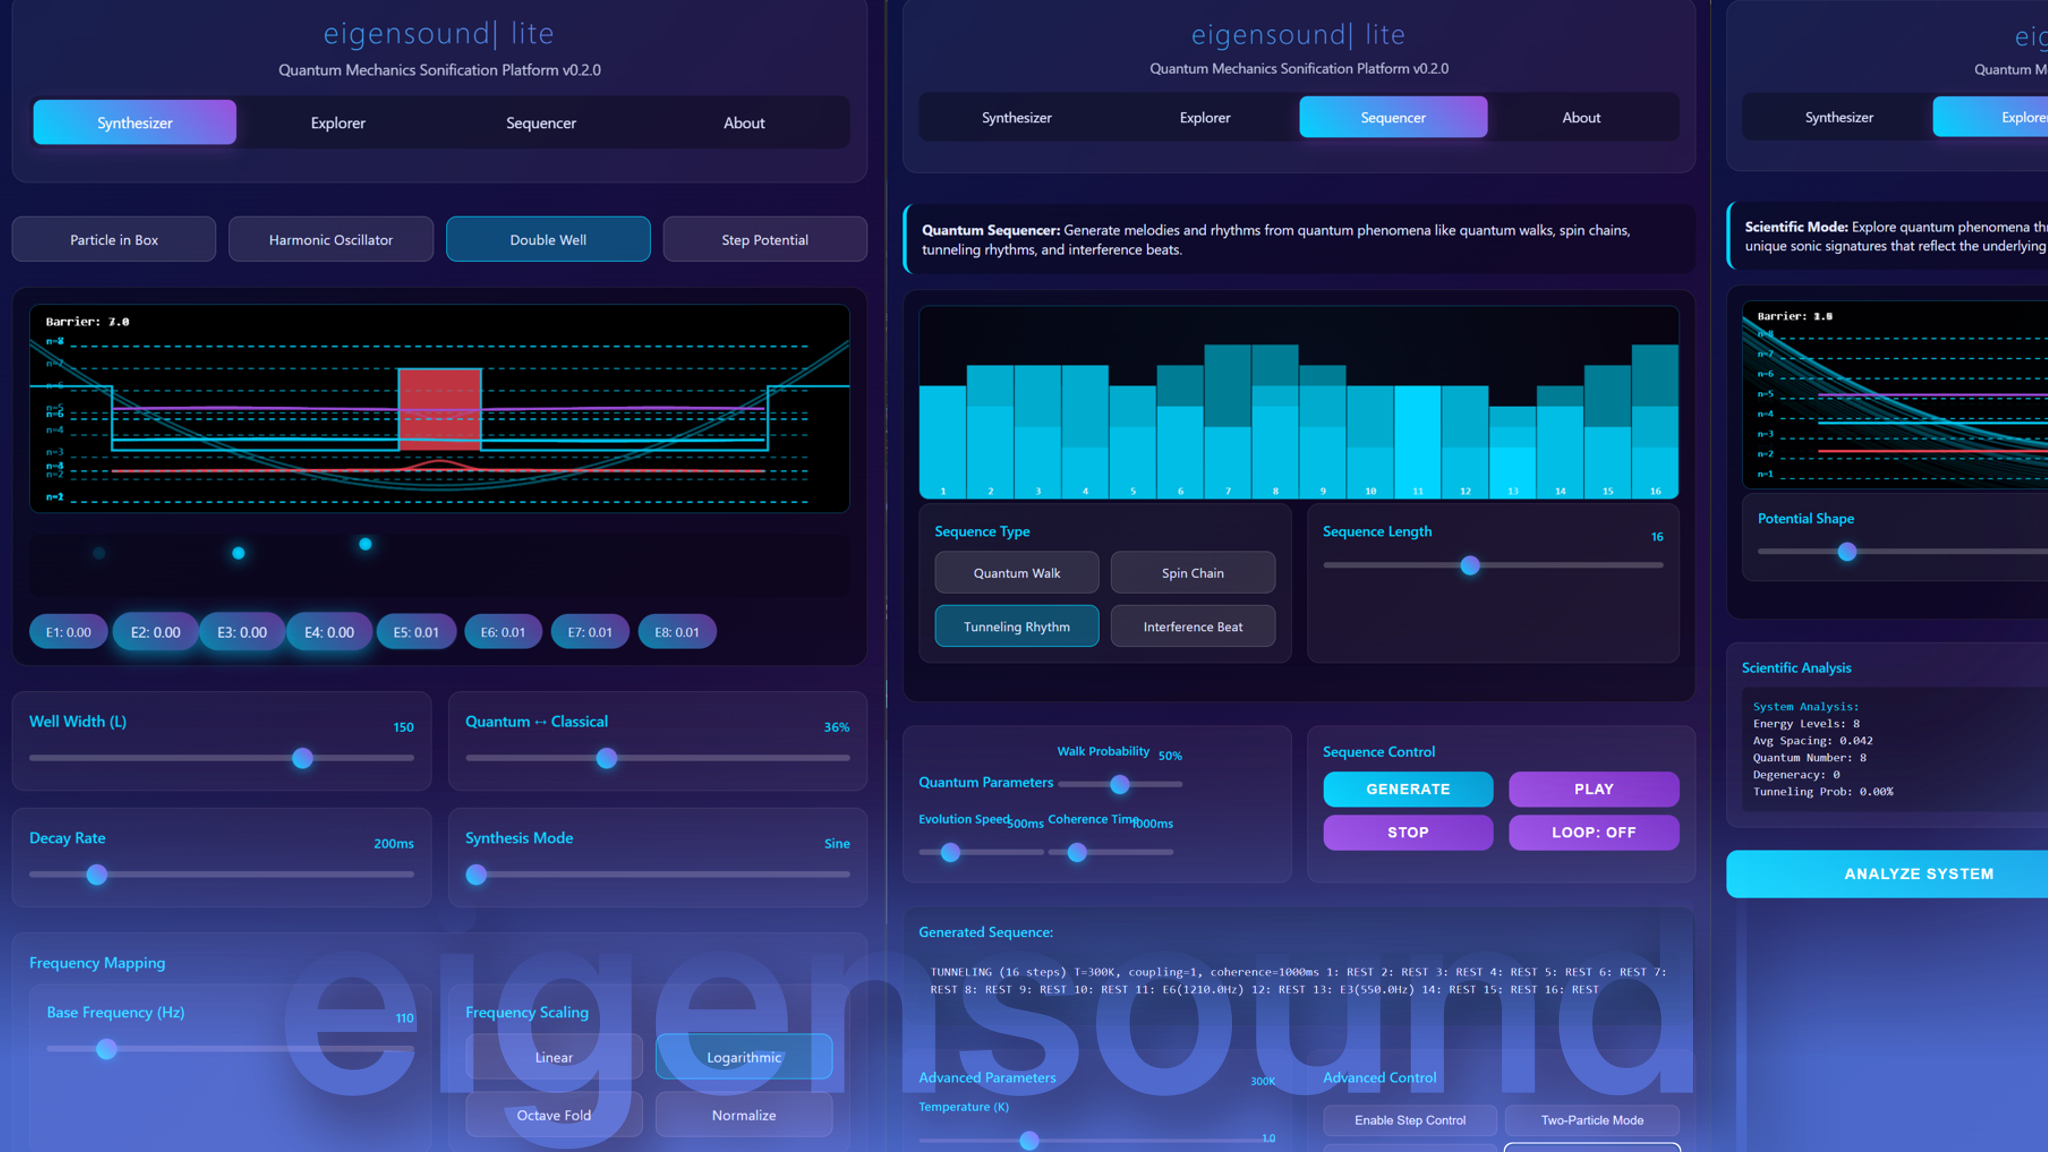 eigensound| lite
Quantum Mechanics Sonification Platform v0.2.0
Synthesizer
Explorer
Sequencer
About
Particle in Box
Harmonic Oscillator
Double Well
Step Potential
Barrier: 7.0
n=7
n=6
n=5
n=6
n=4
n=3
n=2
E1: 0.00
E2: 0.00
E3: 0.00
E4: 0.00
E5: 0.01
E6: 0.01
E7: 0.01
E8: 0.01
Well Width (L)
150
Quantum ↔ Classical
36%
Decay Rate
200ms
Synthesis Mode
Sine
Frequency Mapping
Base Frequency (Hz)
110
Frequency Scaling
Linear
Logarithmic
Octave Fold
Normalize
eigensound| lite
Quantum Mechanics Sonification Platform v0.2.0
Synthesizer
Explorer
Sequencer
About
Quantum Sequencer: Generate melodies and rhythms from quantum phenomena like quantum walks, spin chains,
tunneling rhythms, and interference beats.
1 2 3 4 5 6 7 8 9 10 11 12 13 14 15 16
Sequence Type
Quantum Walk
Spin Chain
Tunneling Rhythm
Interference Beat
Sequence Length
16
Quantum Parameters
Walk Probability
50%
Evolution Speed
500ms
Coherence Time
1000ms
Sequence Control
GENERATE
PLAY
STOP
LOOP: OFF
Generated Sequence:
TUNNELING (16 steps) T=300K, coupling=1, coherence=1000ms 1: REST 2: REST 3: REST 4: REST 5: REST 6: REST 7:
REST 8: REST 9: REST 10: REST 11: E6(1210.0Hz) 12: REST 13: E3(550.0Hz) 14: REST 15: REST 16: REST
Advanced Parameters
300K
Temperature (K)
1.0
Advanced Control
Enable Step Control
Two-Particle Mode
eig
Quantum M
Synthesizer
Explorer
Scientific Mode: Explore quantum phenomena th
unique sonic signatures that reflect the underlying
Barrier:
n=8
n=7
n=6
n=5
n=4
n=3
n=2
n=1
Potential Shape
Scientific Analysis
System Analysis:
Energy Levels: 8
Avg Spacing: 0.042
Quantum Number: 8
Degeneracy: 0
Tunneling Prob: 0.00%
ANALYZE SYSTEM
eigensound